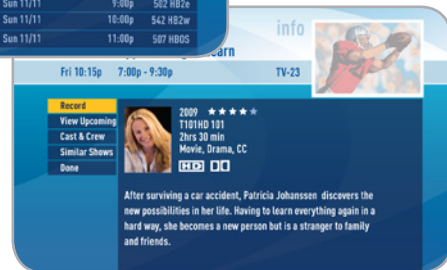 Sun 11/11 9:00p 502 HB2e
Sun 11/11 10:00p 542 HB2w
Sun 11/11 11:00p 507 HBOS
info
earn
Fri 10:15p 7:00p - 9:30p TV-23
Record
View Upcoming
Cast & Crew
Similar Shows
Done
2009
T101HD 101
2hrs 30 min
Movie, Drama, CC
HD
After surviving a car accident, Patricia Johanssen discovers the
new possibilities in her life. Having to learn everything again in a
hard way, she becomes a new person but is a stranger to family
and friends.